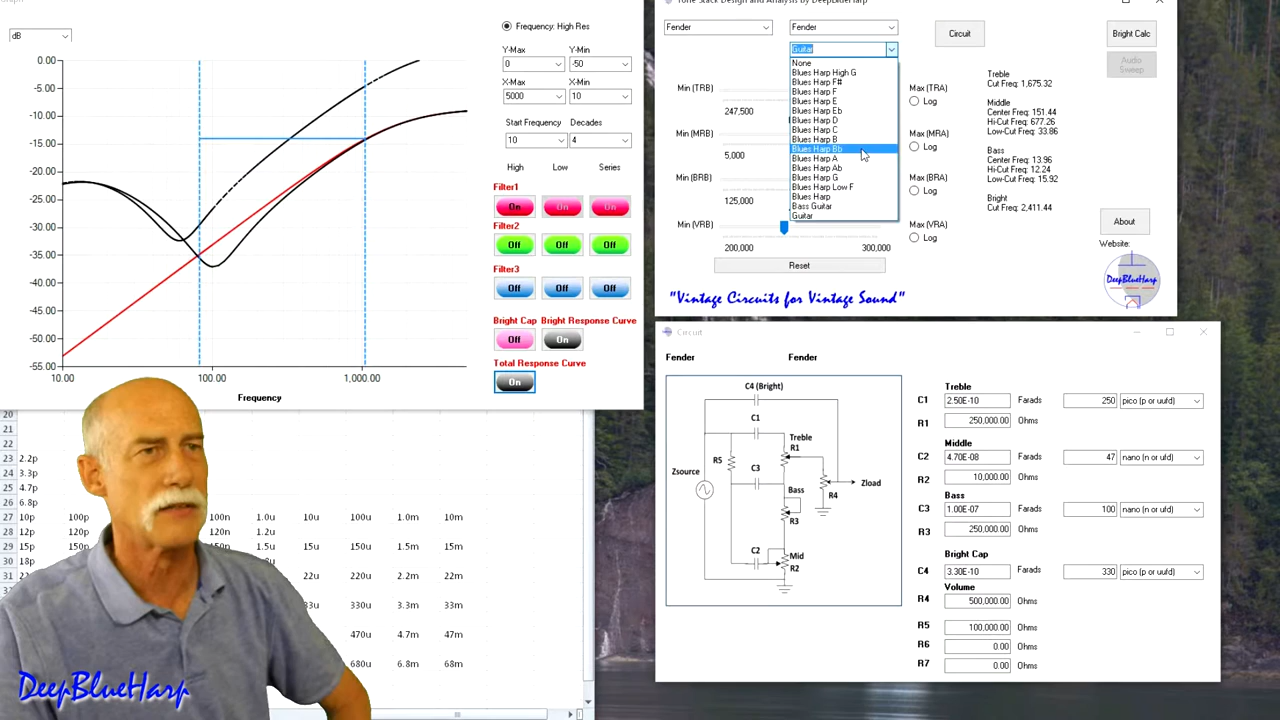 Tone Stack Design and Analysis by DeepBlueHarp
dB
0.00
-5.00
-10.00
-15.00
-20.00
-25.00
-30.00
-35.00
-40.00
-45.00
-50.00
-55.00
10.00 100.00 1,000.00
Frequency
Frequency: High Res
Y-Max Y-Min
0 -50
X-Max X-Min
5000 10
Start Frequency Decades
10 4
High Low Series
Filter1
On On On
Filter2
Off Off Off
Filter3
Off Off Off
Bright Cap Bright Response Curve
Off On
Total Response Curve
On
Fender Fender Circuit Bright Calc
Guitar
Audio Sweep
None
Blues Harp High G
Blues Harp F#
Blues Harp F
Blues Harp E
Blues Harp Eb
Blues Harp D
Blues Harp C
Blues Harp B
Blues Harp Bb
Blues Harp A
Blues Harp Ab
Blues Harp G
Blues Harp Low F
Blues Harp
Bass Guitar
Guitar
Min (TRB) Max (TRA)
247,500 Log
Min (MRB) Max (MRA)
5,000 Log
Min (BRB) Max (BRA)
125,000 Log
Min (VRB) Max (VRA)
200,000 300,000 Log
Reset
Treble
Cut Freq: 1,675.32
Middle
Center Freq: 151.44
Hi-Cut Freq: 677.26
Low-Cut Freq: 33.86
Bass
Center Freq: 13.96
Hi-Cut Freq: 12.24
Low-Cut Freq: 15.92
Bright
Cut Freq: 2,411.44
About
Website:
DeepBlueHarp
"Vintage Circuits for Vintage Sound"
Circuit
Fender Fender
C4 (Bright)
C1
Treble
R1
R5
C3
Zsource
Zload
R4
Bass
R3
C2
Mid
R2
Treble
C1 2.50E-10 Farads 250 pico (p or uufd)
R1 250,000.00 Ohms
Middle
C2 4.70E-08 Farads 47 nano (n or unfd)
R2 10,000.00 Ohms
Bass
C3 1.00E-07 Farads 100 nano (n or unfd)
R3 250,000.00 Ohms
Bright Cap
C4 3.30E-10 Farads 330 pico (p or uufd)
Volume
R4 500,000.00 Ohms
R5 100,000.00 Ohms
R6 0.00 Ohms
R7 0.00 Ohms
20
21
22
23 2.2p
24 3.3p
25 4.7p
26 6.8p
27 10p 100p 100n 1.0u 10u 100u 1.0m 10m
28 12p 120p 120n 1.2u
29 15p 150p 150n 1.5u 15u 150u 1.5m 15m
30 18p
31 22u 220u 2.2m 22m
33u 330u 3.3m 33m
470u 4.7m 47m
680u 6.8m 68m
DeepBlueHarp